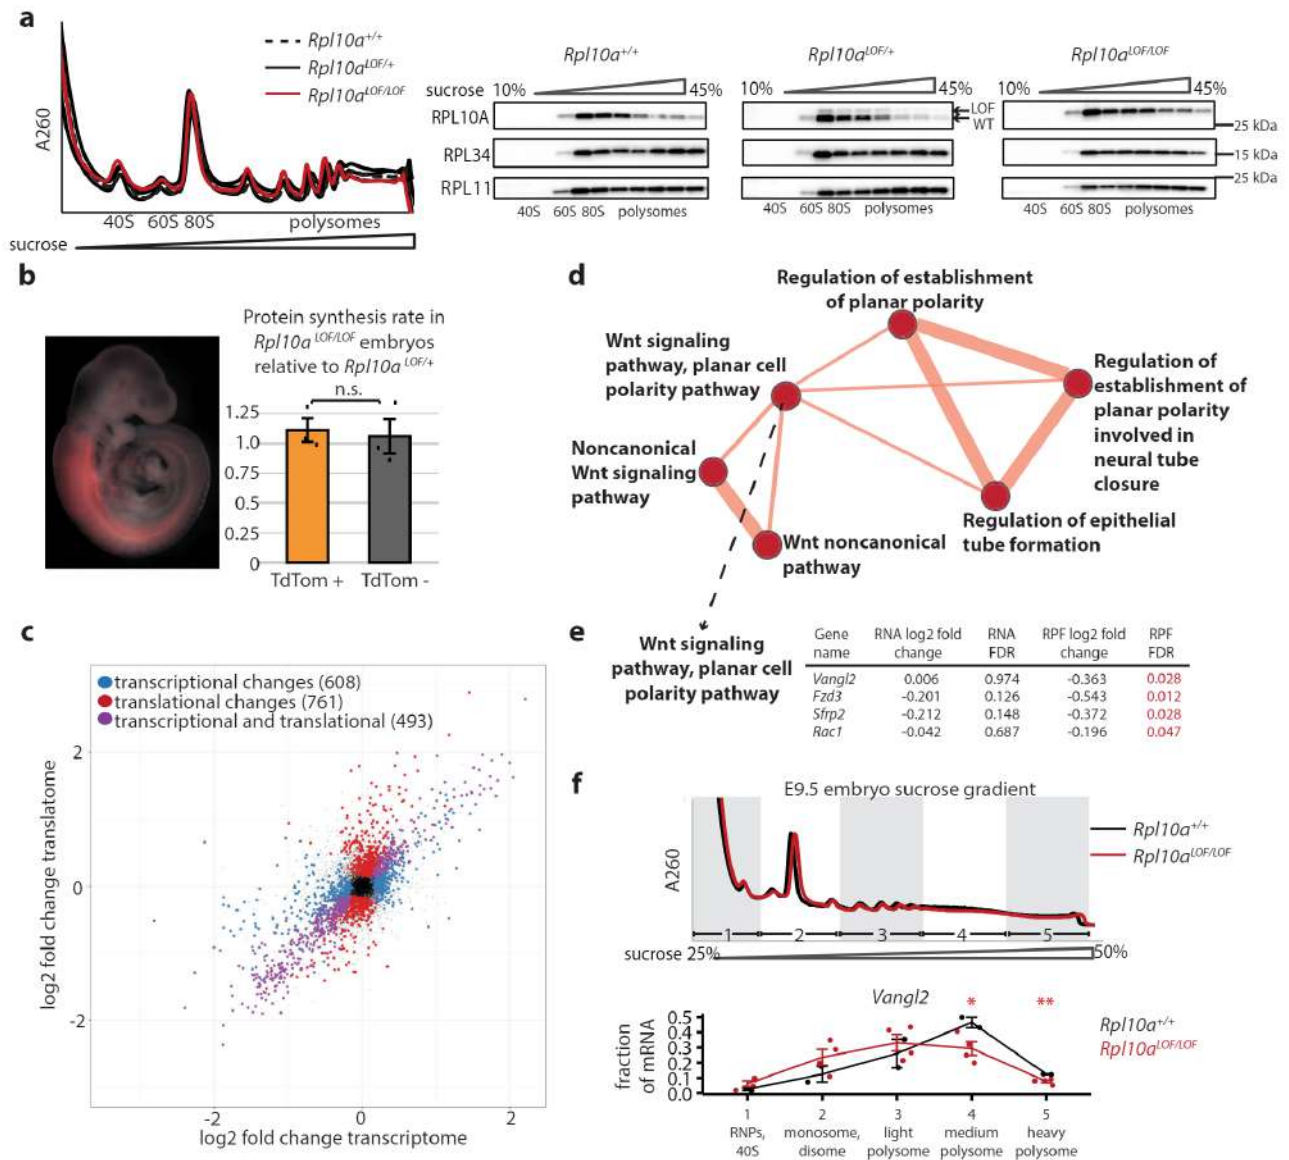 a
Rpl10a+/+
Rpl10aLOF/+
Rpl10aLOF/LOF
A260
40S 60S 80S polysomes
sucrose
Rpl10a+/+ Rpl10aLOF/+ Rpl10aLOF/LOF
sucrose 10% 45% 10% 45% 10% 45%
RPL10A LOF
WT 25 kDa
RPL34 15 kDa
25 kDa
RPL11
40S 60S 80S polysomes 40S 60S 80S polysomes 40S 60S 80S polysomes
b
Protein synthesis rate in
Rpl10a LOF/LOF embryos
relative to Rpl10a LOF/+
n.s.
1.25
1.0
0.75
0.5
0.25
0
TdTom + TdTom -
c
transcriptional changes (608)
translational changes (761)
transcriptional and translational (493)
log2 fold change translatome
2
0
-2
-2 0 2
log2 fold change transcriptome
d
Regulation of establishment
of planar polarity
Wnt signaling
pathway, planar cell
polarity pathway
Regulation of
establishment of
planar polarity
involved in
neural tube
closure
Noncanonical
Wnt signaling
pathway
Regulation of epithelial
tube formation
Wnt noncanonical
pathway
Wnt signaling
pathway, planar cell
polarity pathway
e
Gene name RNA log2 fold change RNA FDR RPF log2 fold change RPF FDR
Vangl2 0.006 0.974 -0.363 0.028
Fzd3 -0.201 0.126 -0.543 0.012
Sfrp2 -0.212 0.148 -0.372 0.028
Rac1 -0.042 0.687 -0.196 0.047
f
E9.5 embryo sucrose gradient
A260
Rpl10a+/+
Rpl10aLOF/LOF
1 2 3 4 5
sucrose 25% 50%
Vangl2 * **
Rpl10a+/+
Rpl10aLOF/LOF
fraction
of mRNA
0.5
0.4
0.3
0.2
0.1
0.0
1 2 3 4 5
RNPs, monosome, light medium heavy
40S disome polysome polysome polysome